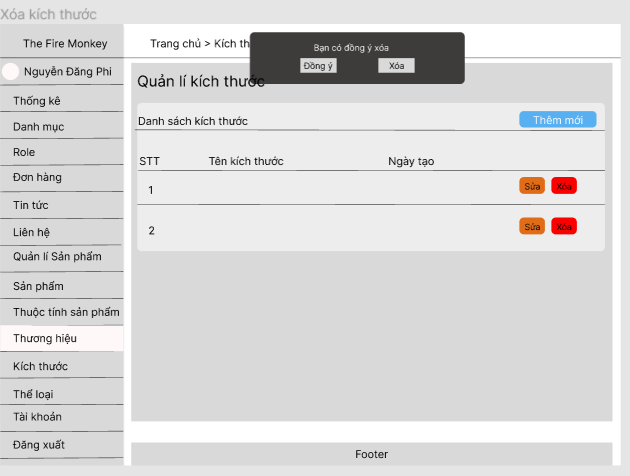 Xóa kích thước
The Fire Monkey
Trang chủ > Kích th
Bạn có đồng ý xóa
Đồng ý
Xóa
Nguyễn Đăng Phi
Thống kê
Danh mục
Role
Đơn hàng
Tin tức
Liên hệ
Quản lí Sản phẩm
Sản phẩm
Thuộc tính sản phẩm
Thương hiệu
Kích thước
Thể loại
Tài khoản
Đăng xuất
Quản lí kích thước
Danh sách kích thước
Thêm mới
STT Tên kích thước Ngày tạo
1 Sửa Xóa
2 Sửa Xóa
Footer